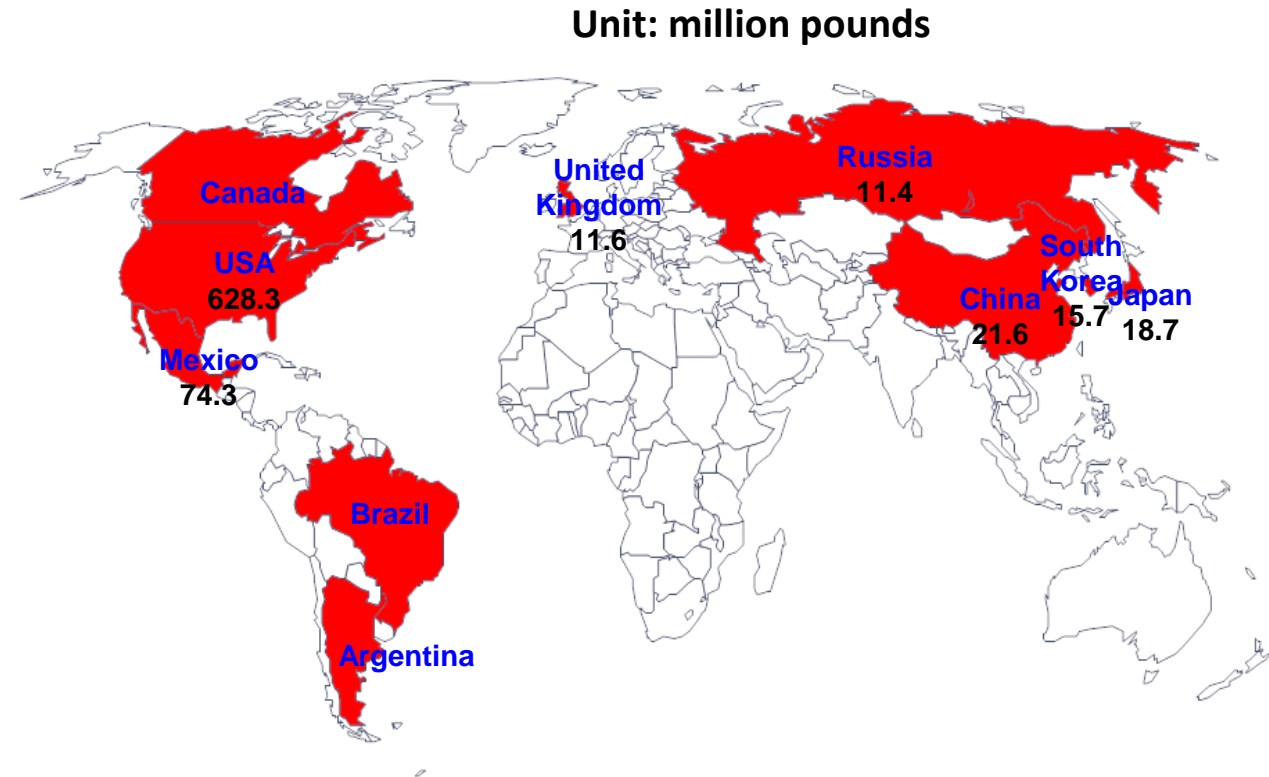 Unit: million pounds
Canada
USA
628.3
Mexico
74.3
Brazil
Argentina
United
Kingdom
11.6
Russia
11.4
China
21.6
South
Korea
15.7
Japan
18.7